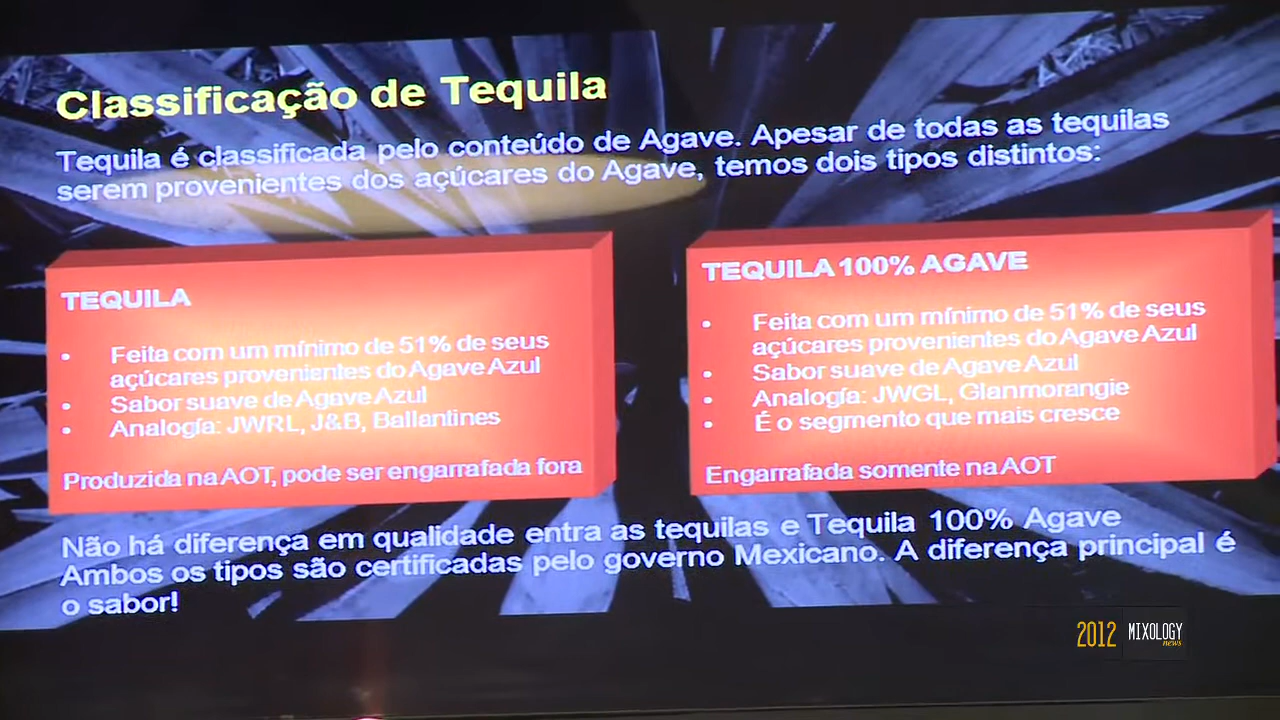 Classificação de Tequila
Tequila é classificada pelo conteúdo de Agave. Apesar de todas as tequilas
serem provenientes dos açúcares do Agave, temos dois tipos distintos:
TEQUILA
• Feita com um mínimo de 51% de seus
açúcares provenientes do Agave Azul
• Sabor suave de Agave Azul
• Analogía: JWRL, J&B, Ballantines
Produzida na AOT, pode ser engarrafada fora
TEQUILA 100% AGAVE
• Feita com um mínimo de 51% de seus
açúcares provenientes do Agave Azul
• Sabor suave de Agave Azul
• Analogía: JWGL, Glanmorangie
• É o segmento que mais cresce
Engarrafada somente na AOT
Não há diferença em qualidade entra as tequilas e Tequila 100% Agave
Ambos os tipos são certificadas pelo governo Mexicano. A diferença principal é
o sabor!
2012 MIXOLOGY
news